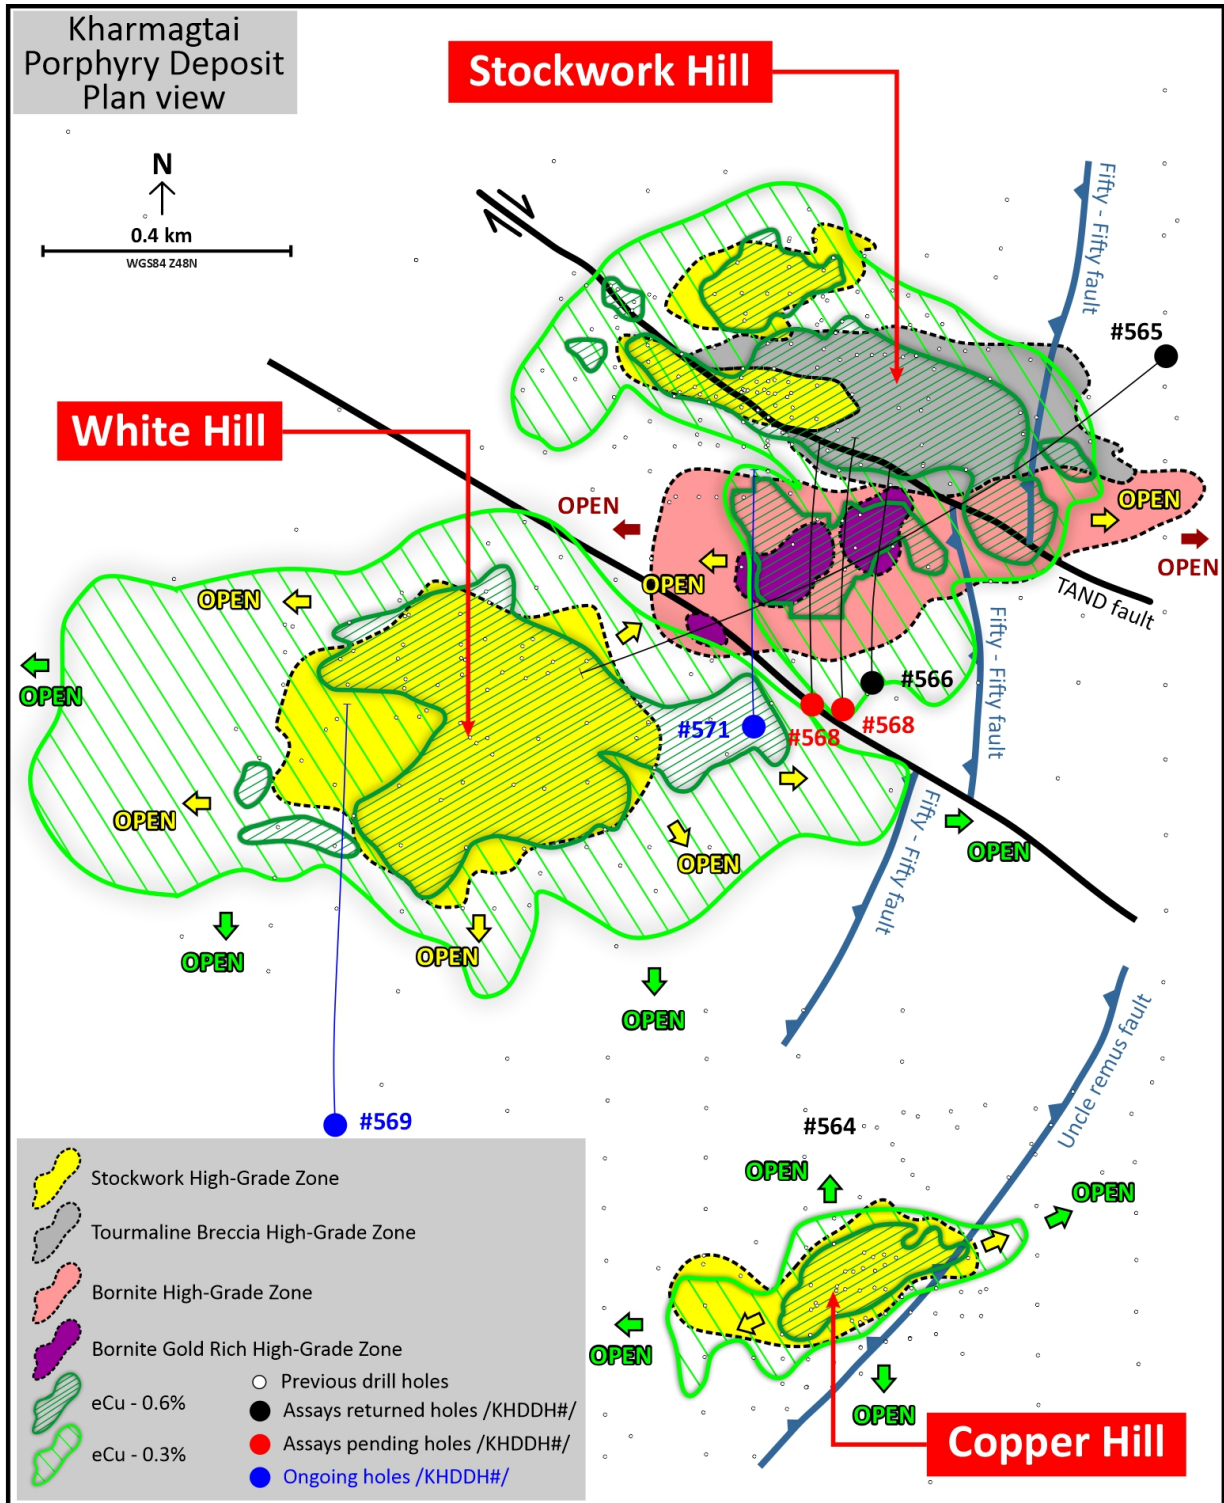 Kharmagtai
Porphyry Deposit
Plan view
Stockwork Hill
N
0.4 km
WGS84 Z48N
Fifty - Fifty fault
#565
White Hill
OPEN
OPEN
OPEN
OPEN
TAND fault
OPEN
OPEN
Fifty - Fifty fault
#566
#571
#568
#568
OPEN
Fifty - Fifty fault
OPEN
OPEN
OPEN
OPEN
OPEN
Uncle remus fault
#569
#564
OPEN
OPEN
OPEN
OPEN
Copper Hill
Stockwork High-Grade Zone
Tourmaline Breccia High-Grade Zone
Bornite High-Grade Zone
Bornite Gold Rich High-Grade Zone
eCu - 0.6%
eCu - 0.3%
Previous drill holes
Assays returned holes /KHDDH#/
Assays pending holes /KHDDH#/
Ongoing holes /KHDDH#/